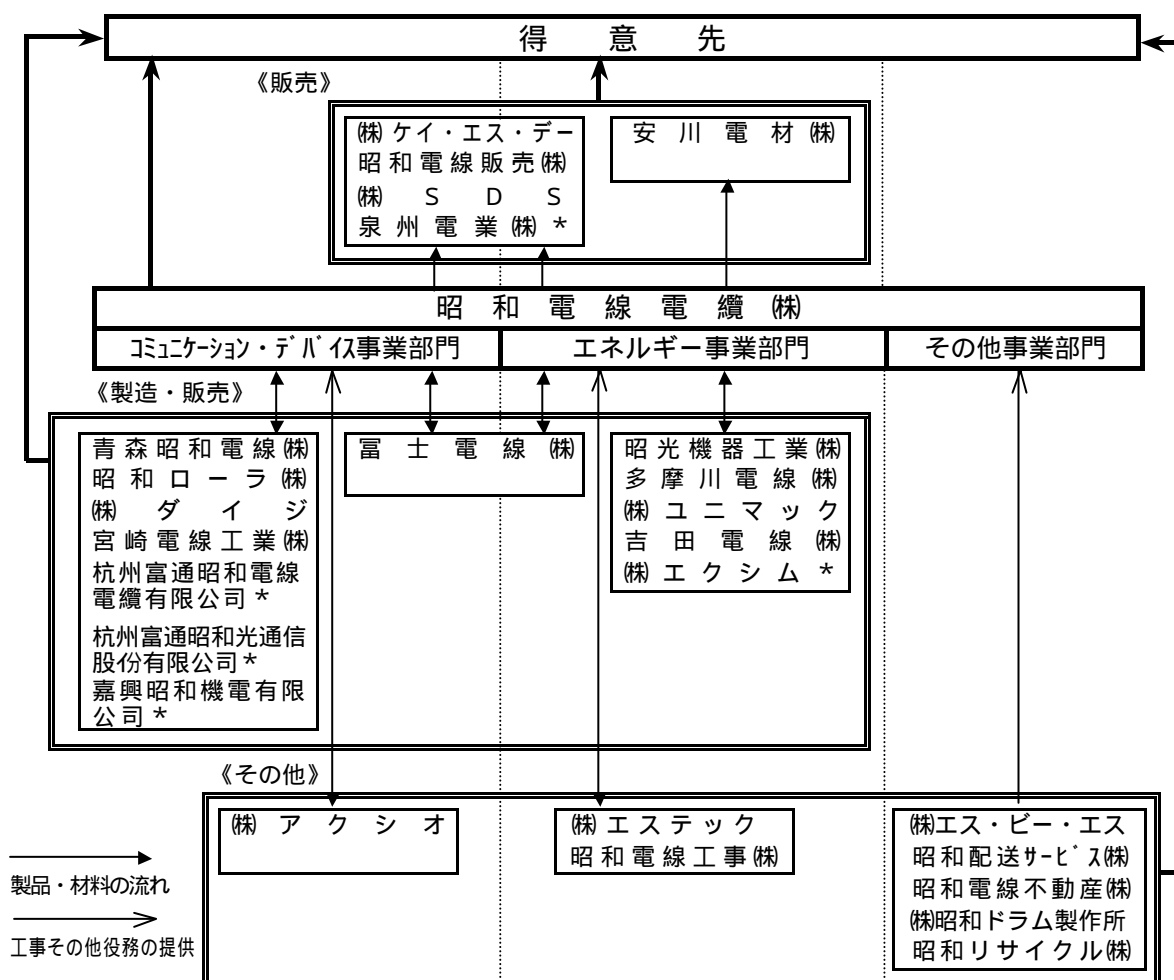 得意先
《販売》
㈱ケイ・エス・デー
昭和電線販売㈱
㈱SDS
泉州電業㈱*
安川電材㈱
昭和電線電纜㈱
コミュニケーション・デバイス事業部門
エネルギー事業部門
その他事業部門
《製造・販売》
青森昭和電線㈱
昭和ローラ㈱
㈱ダイジ
宮崎電線工業㈱
杭州富通昭和電線
電纜有限公司*
杭州富通昭和光通信
股份有限公司*
嘉興昭和機電有限
公司*
冨士電線㈱
昭光機器工業㈱
多摩川電線㈱
㈱ユニマック
吉田電線㈱
㈱エクシム*
《その他》
㈱アクシオ
㈱エステック
昭和電線工事㈱
㈱エス・ビー・エス
昭和配送サービス㈱
昭和電線不動産㈱
㈱昭和ドラム製作所
昭和リサイクル㈱
製品・材料の流れ
工事その他役務の提供